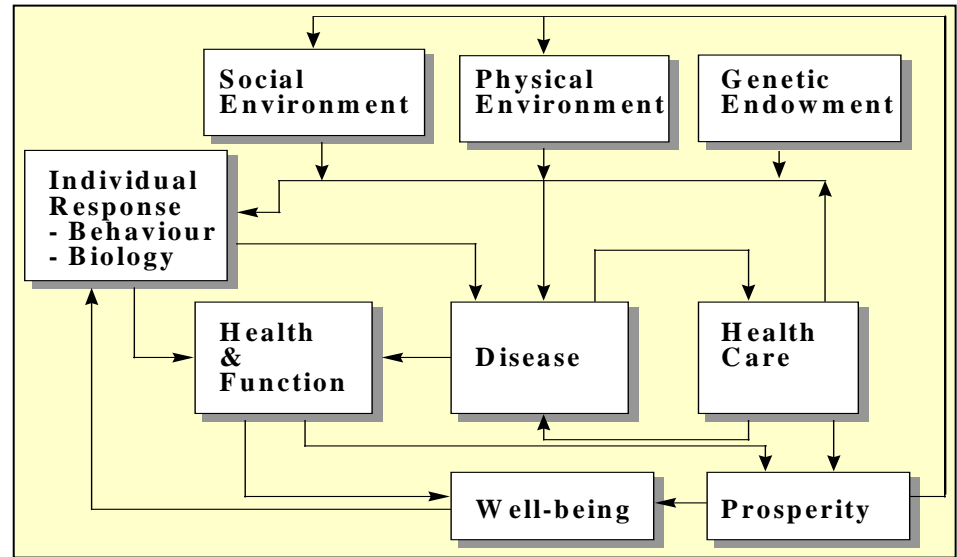 Social
Environment
Physical
Environment
Genetic
Endowment
Individual
Response
- Behaviour
- Biology
Health
&
Function
Disease
Health
Care
Well-being
Prosperity